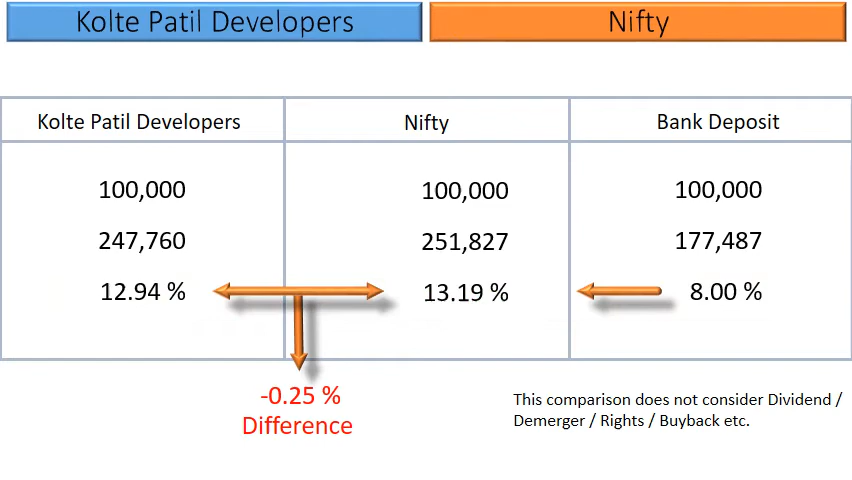 Kolte Patil Developers
Nifty
Kolte Patil Developers
Nifty
Bank Deposit
100,000
100,000
100,000
247,760
251,827
177,487
12.94 %
13.19 %
8.00 %
-0.25 %
Difference
This comparison does not consider Dividend /
Demerger / Rights / Buyback etc.